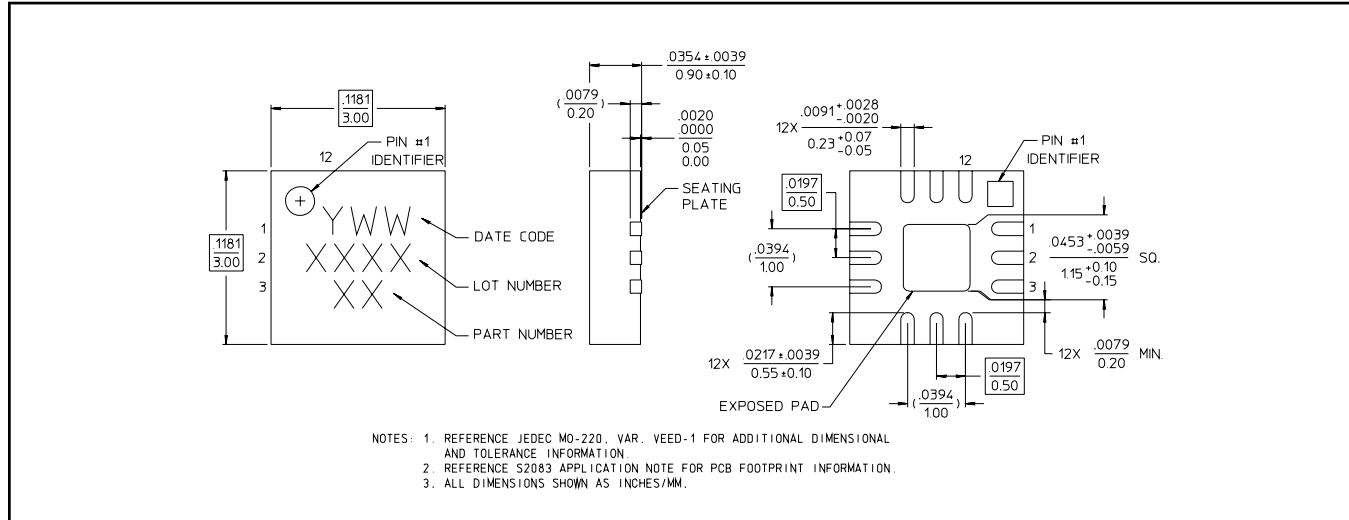 .1181
3.00
PIN #1
IDENTIFIER
12
.1181
3.00
1
2
3
YWW
XXXX
XX
DATE CODE
LOT NUMBER
PART NUMBER
.0354 ±.0039
0.90 ±0.10
(.0079
0.20)
.0020
.0000
0.05
0.00
SEATING
PLATE
12X .0091 +.0028 -.0020
0.23 +0.07 -0.05
12
PIN #1
IDENTIFIER
.0197
0.50
(.0394
1.00)
1
2
3
.0453 +.0039 -.0059 SQ.
1.15 +0.10 -0.15
12X .0217 ±.0039
0.55 ±0.10
12X .0079 MIN.
0.20
.0197
0.50
(.0394
1.00)
EXPOSED PAD
NOTES: 1. REFERENCE JEDEC MO-220, VAR. VEED-1 FOR ADDITIONAL DIMENSIONAL
AND TOLERANCE INFORMATION.
2. REFERENCE S2083 APPLICATION NOTE FOR PCB FOOTPRINT INFORMATION.
3. ALL DIMENSIONS SHOWN AS INCHES/MM.